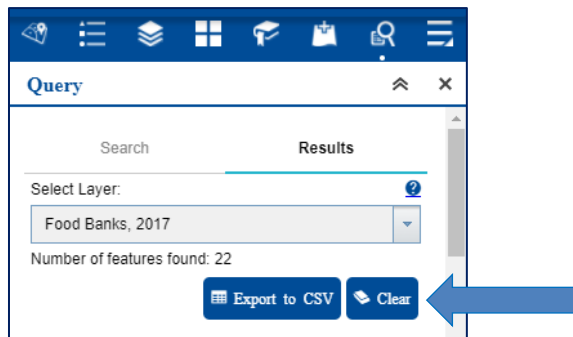 Query
Search Results
Select Layer: ?
Food Banks, 2017
Number of features found: 22
Export to CSV Clear